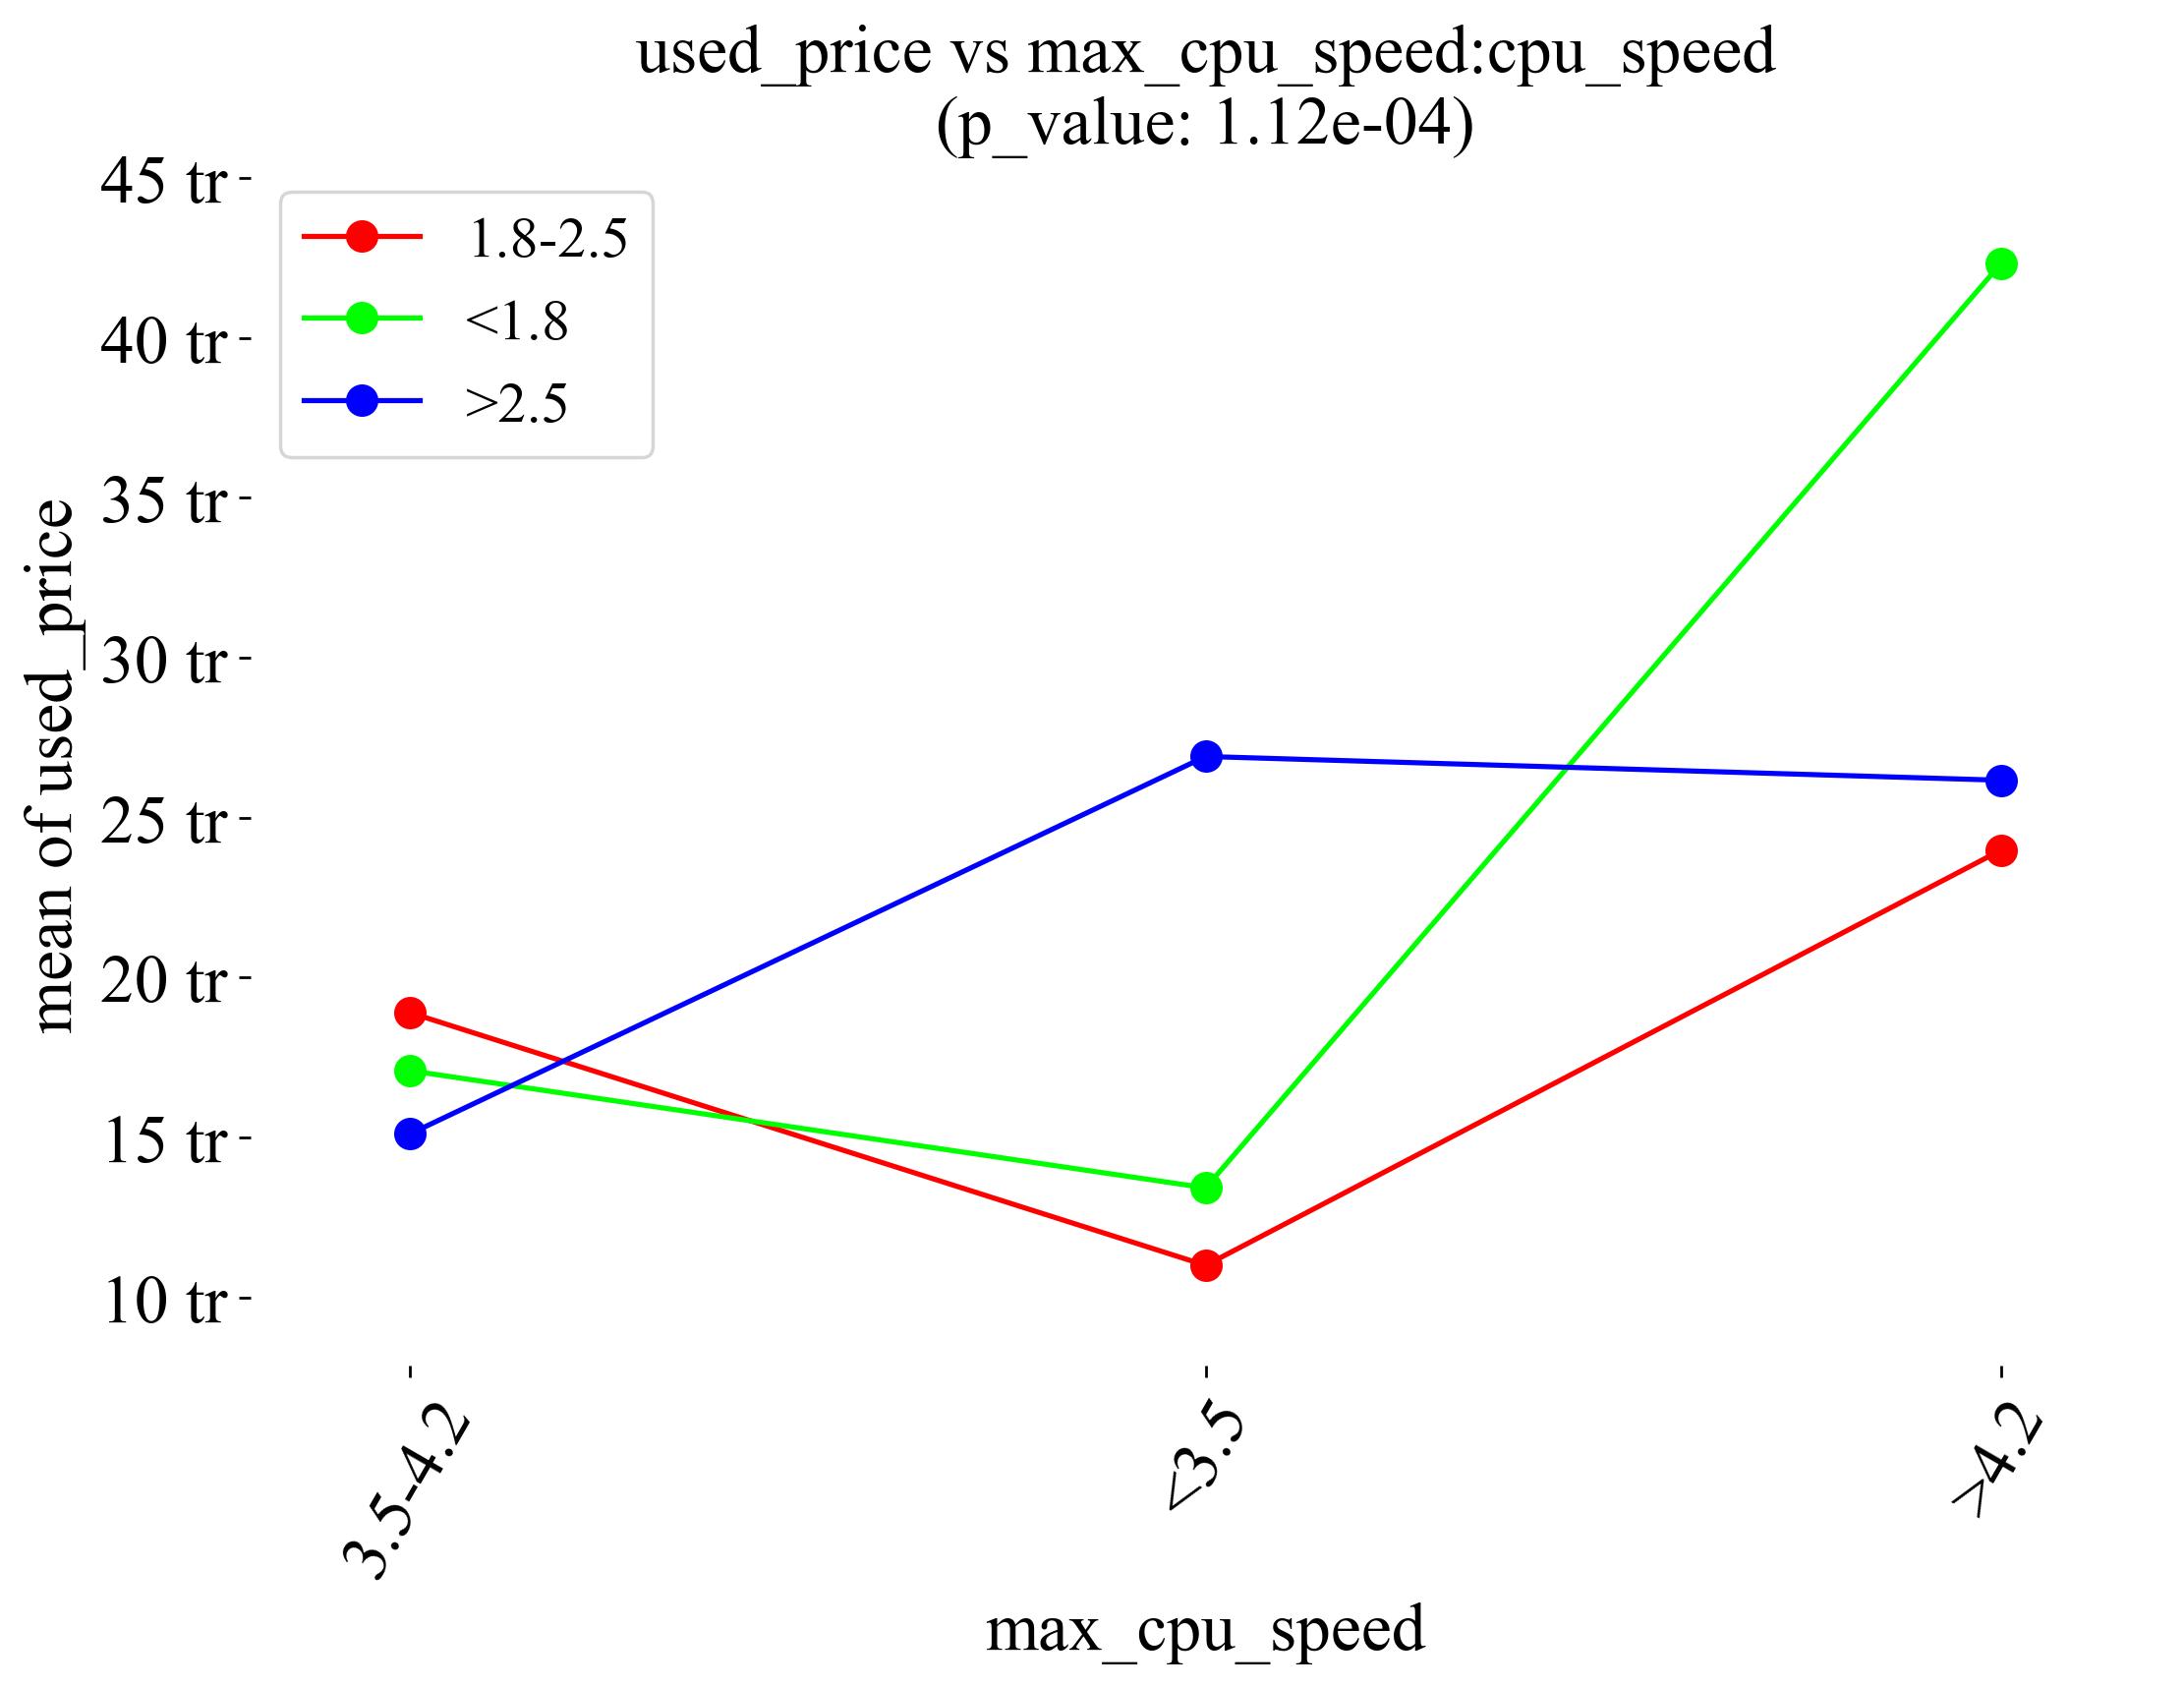 used_price vs max_cpu_speed:cpu_speed
(p_value: 1.12e-04)
45 tr
40 tr
35 tr
30 tr
25 tr
20 tr
15 tr
10 tr
mean of used_price
1.8-2.5
<1.8
>2.5
3.5-4.2
<3.5
>4.2
max_cpu_speed